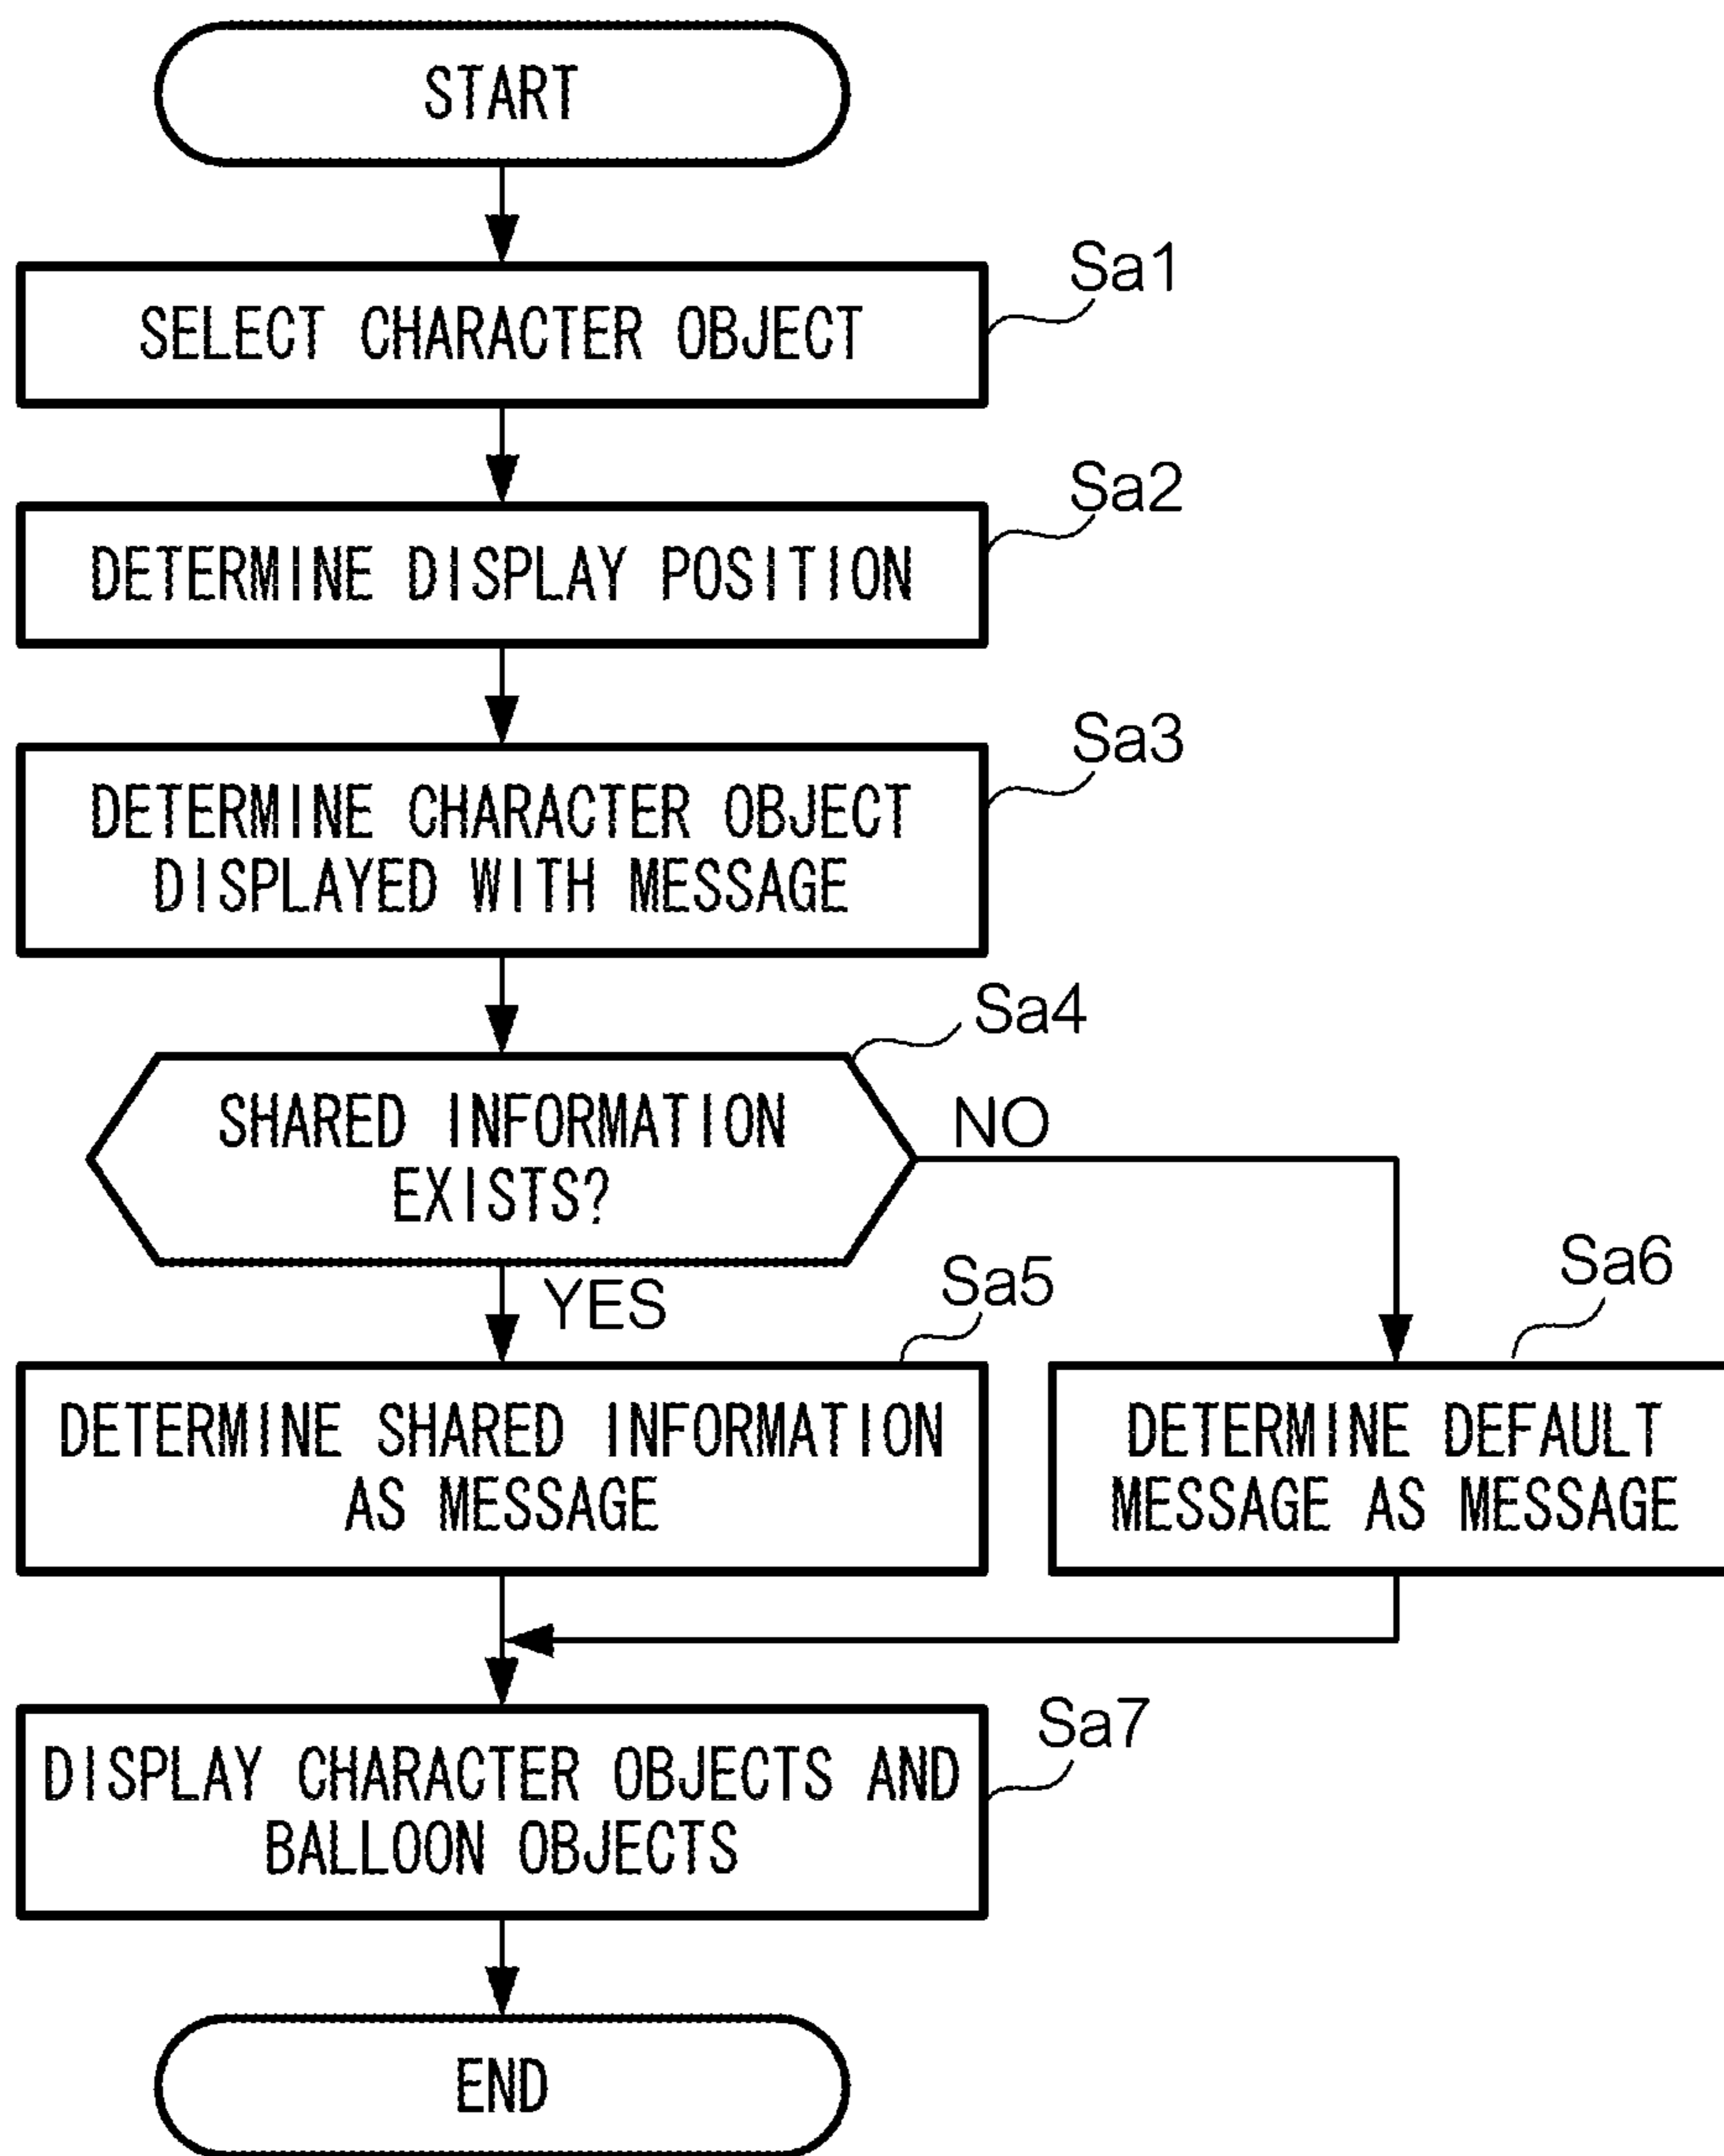 START
Sa1
SELECT CHARACTER OBJECT
Sa2
DETERMINE DISPLAY POSITION
Sa3
DETERMINE CHARACTER OBJECT
DISPLAYED WITH MESSAGE
Sa4
SHARED INFORMATION
EXISTS?
NO
YES
Sa5
DETERMINE SHARED INFORMATION
AS MESSAGE
Sa6
DETERMINE DEFAULT
MESSAGE AS MESSAGE
Sa7
DISPLAY CHARACTER OBJECTS AND
BALLOON OBJECTS
END